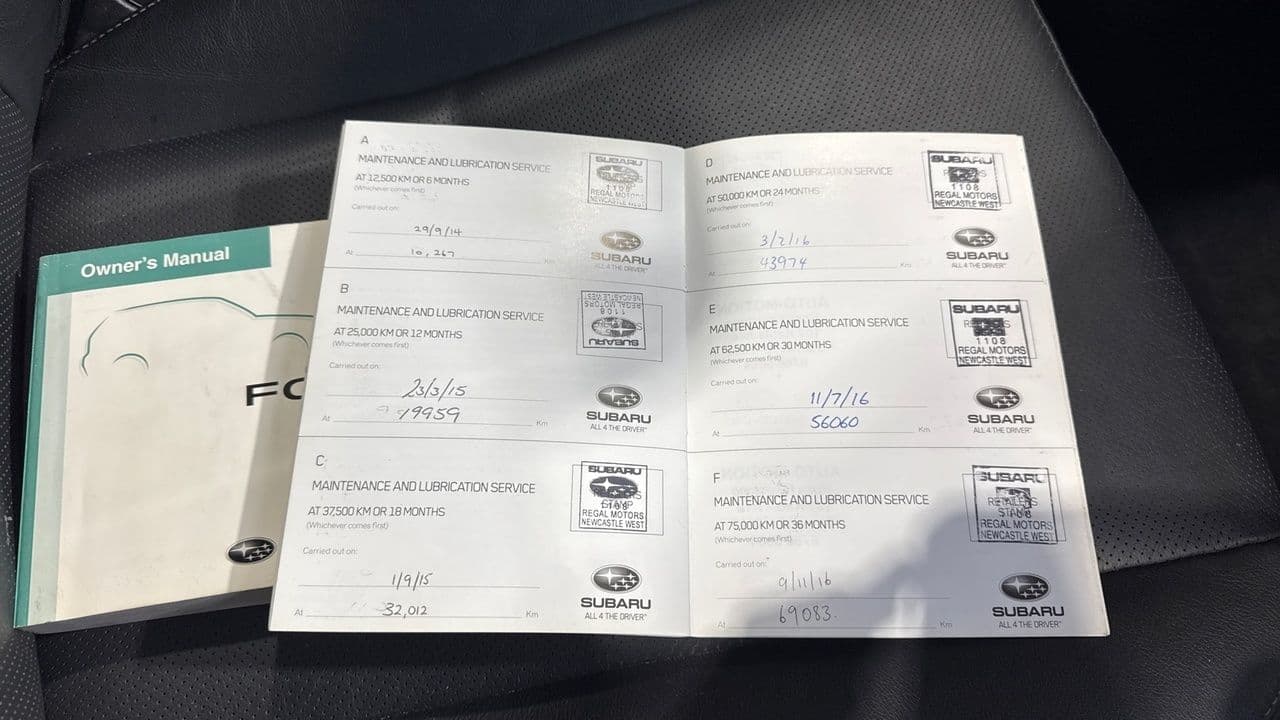 Owner's Manual
FO
A
MAINTENANCE AND LUBRICATION SERVICE
AT 12,500 KM OR 6 MONTHS
(Whichever comes first)
Carried out on:
29/9/14
At 10,267 Km
SUBARU
1108
REGAL MOTORS
NEWCASTLE WEST
SUBARU
ALL 4 THE DRIVER
B
MAINTENANCE AND LUBRICATION SERVICE
AT 25,000 KM OR 12 MONTHS
(Whichever comes first)
Carried out on:
23/3/15
At 19959 Km
SUBARU
1108
REGAL MOTORS
NEWCASTLE WEST
SUBARU
ALL 4 THE DRIVER
C
MAINTENANCE AND LUBRICATION SERVICE
AT 37,500 KM OR 18 MONTHS
(Whichever comes first)
Carried out on:
1/9/15
At 32,012 Km
SUBARU
STAMP
1108
REGAL MOTORS
NEWCASTLE WEST
SUBARU
ALL 4 THE DRIVER
D
MAINTENANCE AND LUBRICATION SERVICE
AT 50,000 KM OR 24 MONTHS
(Whichever comes first)
Carried out on:
3/2/16
At 43974 Km
SUBARU
1108
REGAL MOTORS
NEWCASTLE WEST
SUBARU
ALL 4 THE DRIVER
E
MAINTENANCE AND LUBRICATION SERVICE
AT 62,500 KM OR 30 MONTHS
(Whichever comes first)
Carried out on:
11/7/16
At 56060 Km
SUBARU
1108
REGAL MOTORS
NEWCASTLE WEST
SUBARU
ALL 4 THE DRIVER
F
MAINTENANCE AND LUBRICATION SERVICE
AT 75,000 KM OR 36 MONTHS
(Whichever comes first)
Carried out on:
9/11/16
At 69083. Km
SUBARU
RETAILERS
STAMP
1108
REGAL MOTORS
NEWCASTLE WEST
SUBARU
ALL 4 THE DRIVER